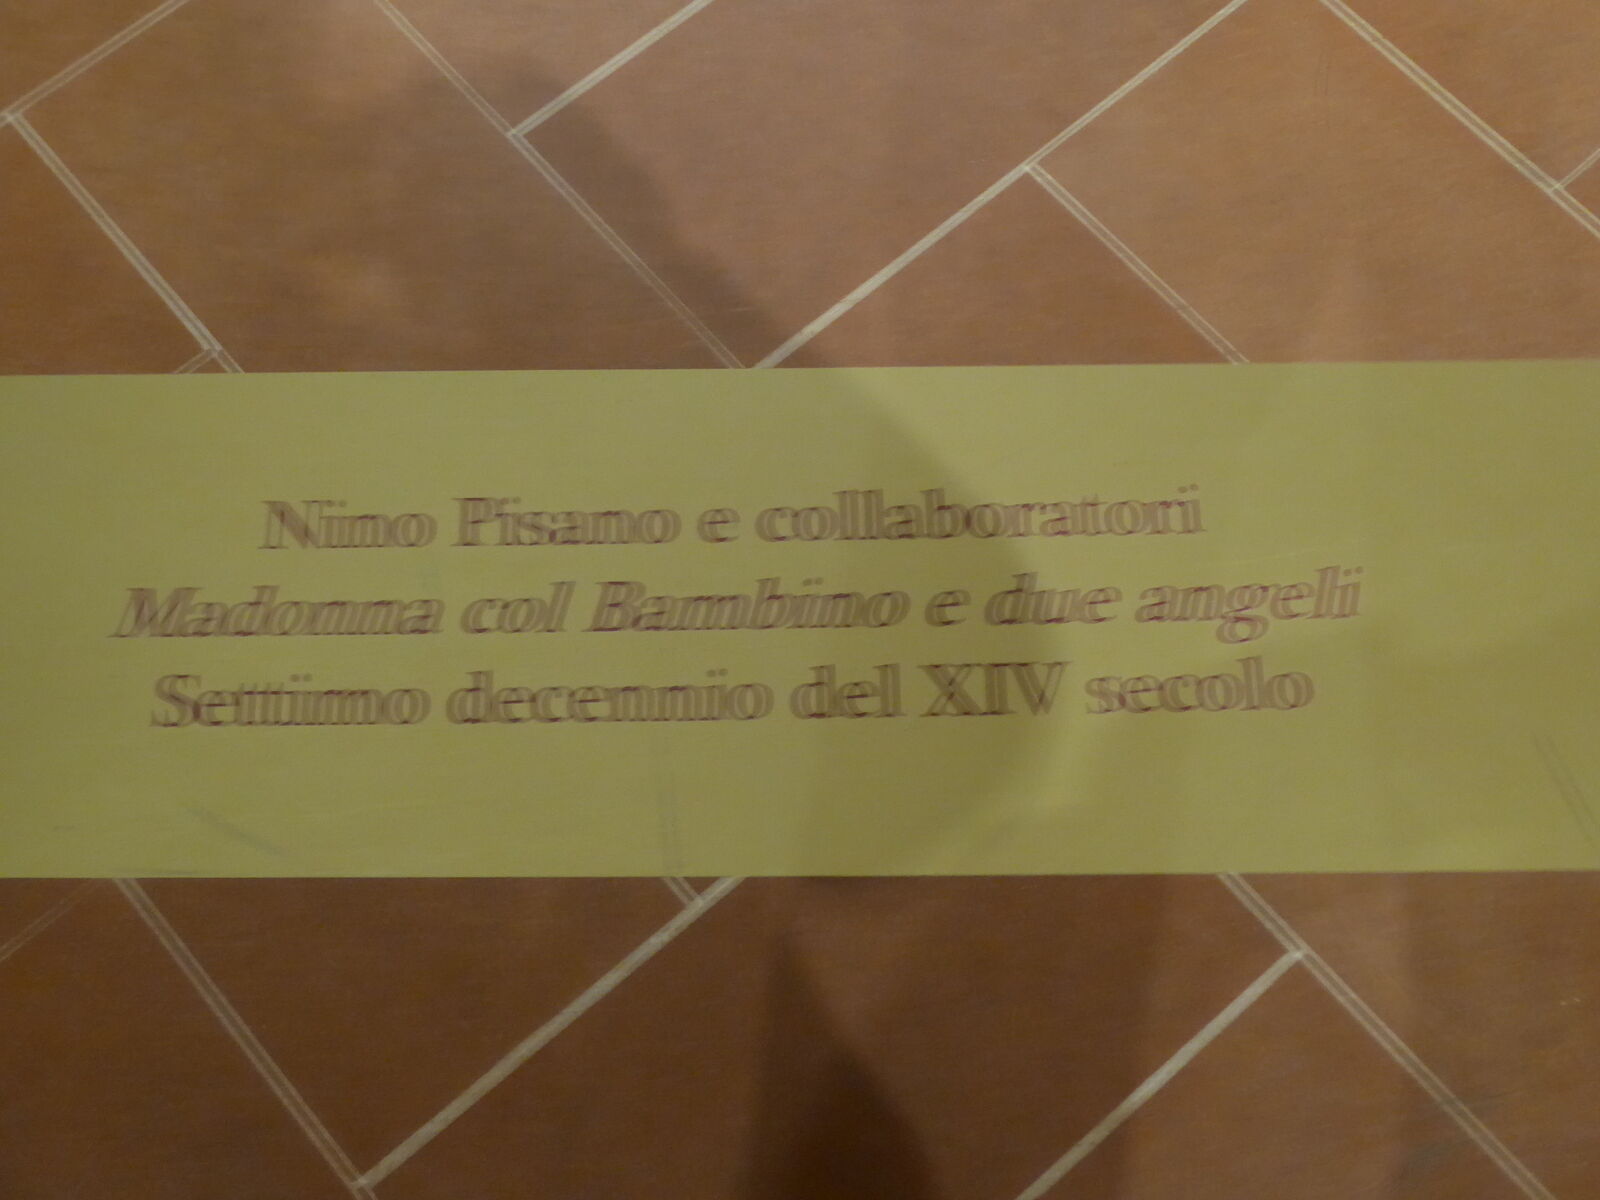 Nino Pisano e collaboratori
Madonna col Bambino e due angeli
Settimo decennio del XIV secolo